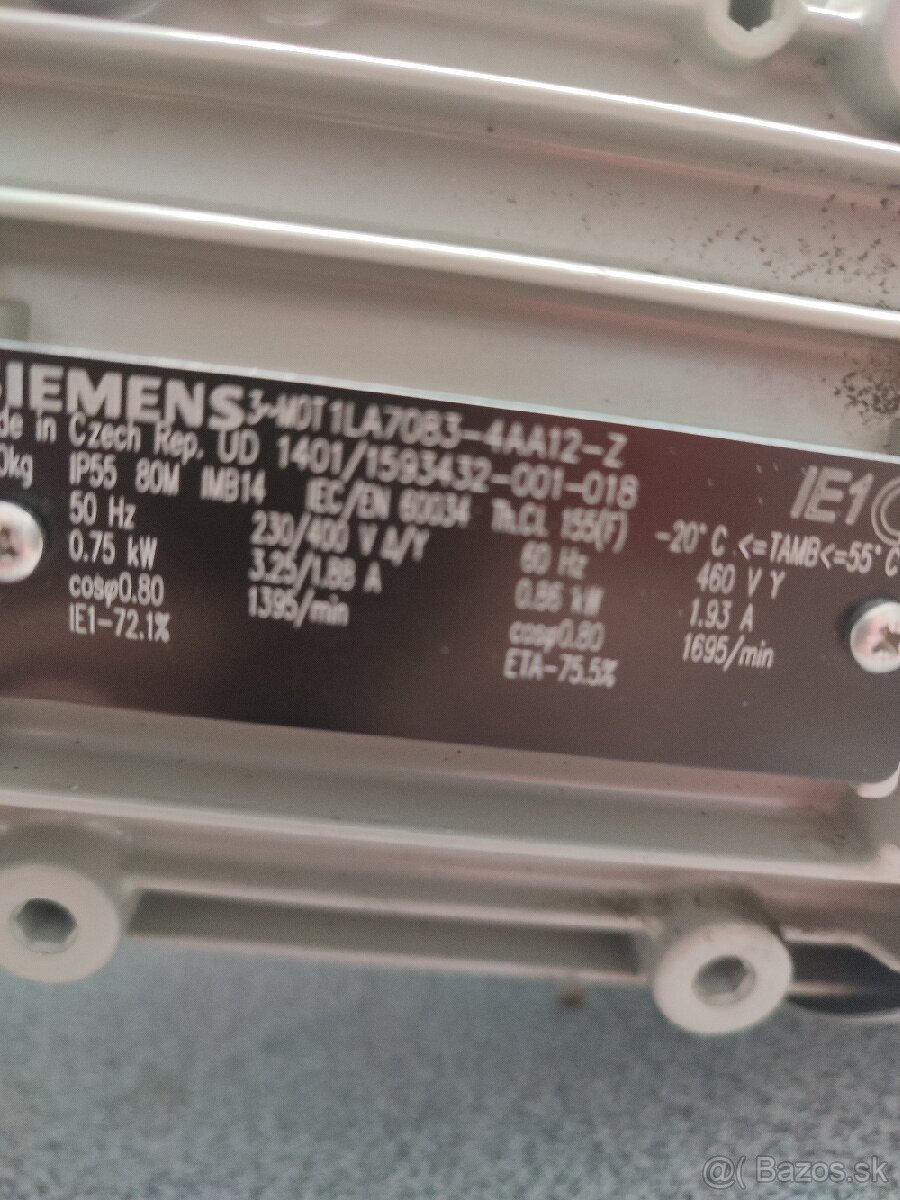 SIEMENS 3~MOT 1LA7083-4AA12-Z IE1
de in Czech Rep. UD 1401/1593432-001-018
0kg IP55 80M IMB14 IEC/EN 60034 Th.Cl. 155(F) -20°C <=TAMB<=55°C
50 Hz 230/400 V Δ/Y 60 Hz 460 V Y
0.75 kW 3.25/1.88 A 0.86 kW 1.93 A
cosφ0.80 1395/min cosφ0.80 1695/min
IE1-72.1% ETA-75.5%
@( Bazos.sk